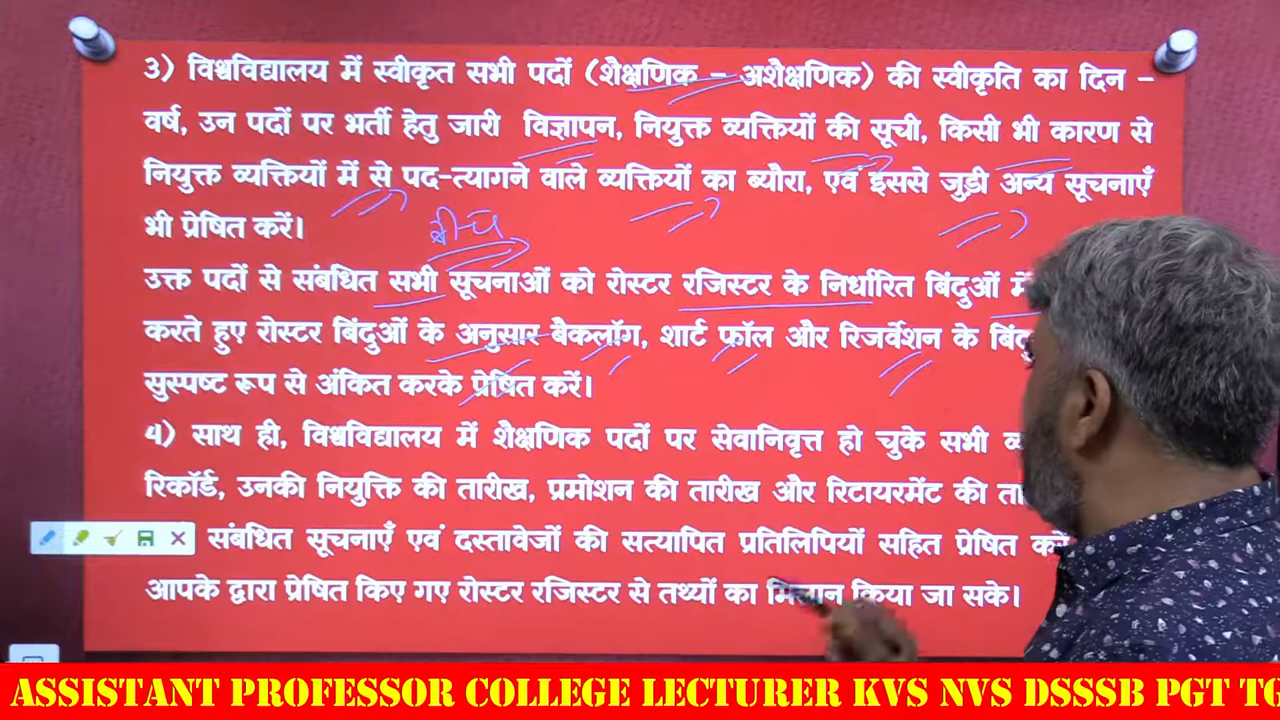 3) विश्वविद्यालय में स्वीकृत सभी पदों (शैक्षणिक – अशैक्षणिक) की स्वीकृति का दिन –
वर्ष, उन पदों पर भर्ती हेतु जारी विज्ञापन, नियुक्त व्यक्तियों की सूची, किसी भी कारण से
नियुक्त व्यक्तियों में से पद-त्यागने वाले व्यक्तियों का ब्यौरा, एवं इससे जुड़ी अन्य सूचनाएँ
भी प्रेषित करें।
उक्त पदों से संबधित सभी सूचनाओं को रोस्टर रजिस्टर के निर्धारित बिंदुओं में
करते हुए रोस्टर बिंदुओं के अनुसार बैकलॉग, शार्ट फॉल और रिजर्वेशन के
सुस्पष्ट रूप से अंकित करके प्रेषित करें।
4) साथ ही, विश्वविद्यालय में शैक्षणिक पदों पर सेवानिवृत्त हो चुके सभी
रिकॉर्ड, उनकी नियुक्ति की तारीख, प्रमोशन की तारीख और रिटायरमेंट की
संबधित सूचनाएँ एवं दस्तावेजों की सत्यापित प्रतिलिपियों सहित प्रेषित
आपके द्वारा प्रेषित किए गए रोस्टर रजिस्टर से तथ्यों का मिलान किया जा सके।
ASSISTANT PROFESSOR COLLEGE LECTURER KVS NVS DSSSB PGT